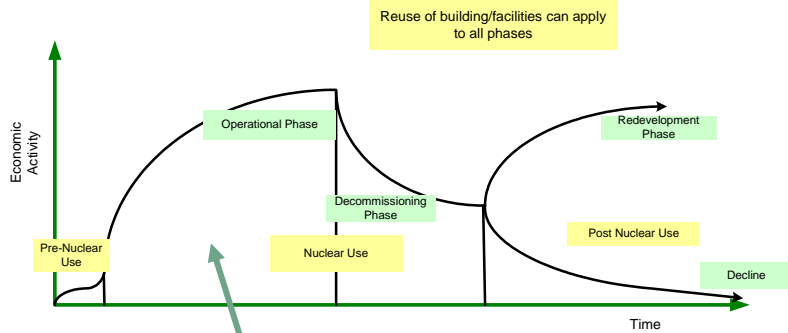 Reuse of building/facilities can apply
to all phases
Economic
Activity
Operational Phase
Redevelopment
Phase
Decommissioning
Phase
Pre-Nuclear
Use
Nuclear Use
Post Nuclear Use
Decline
Time